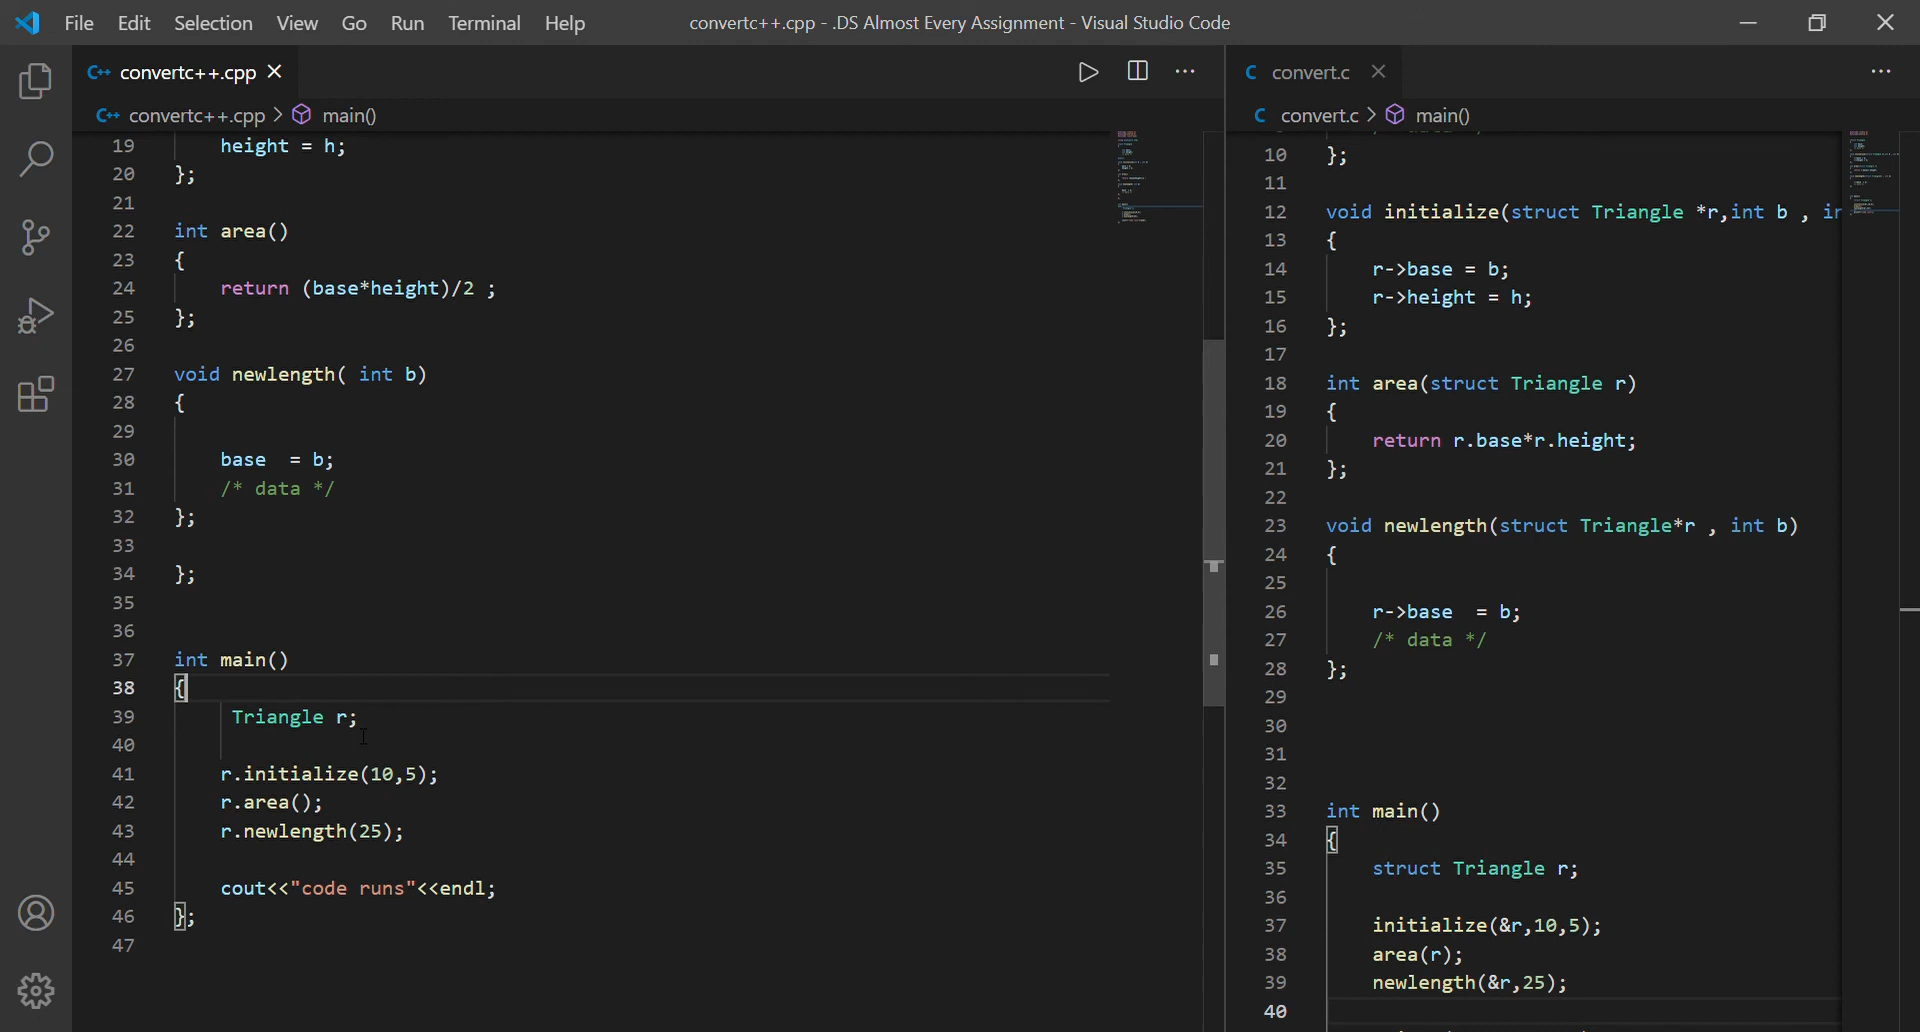 File Edit Selection View Go Run Terminal Help convertc++.cpp - .DS Almost Every Assignment - Visual Studio Code
C++ convertc++.cpp
C++ convertc++.cpp > main()
19 height = h;
20 };
21
22 int area()
23 {
24 return (base*height)/2 ;
25 };
26
27 void newlength( int b)
28 {
29
30 base  = b;
31 /* data */
32 };
33
34 };
35
36
37 int main()
38 {
39 Triangle r;
40
41 r.initialize(10,5);
42 r.area();
43 r.newlength(25);
44
45 cout<<"code runs"<<endl;
46 };
47
C convert.c
C convert.c > main()
10 };
11
12 void initialize(struct Triangle *r,int b , in
13 {
14 r->base = b;
15 r->height = h;
16 };
17
18 int area(struct Triangle r)
19 {
20 return r.base*r.height;
21 };
22
23 void newlength(struct Triangle*r , int b)
24 {
25
26 r->base  = b;
27 /* data */
28 };
29
30
31
32
33 int main()
34 {
35 struct Triangle r;
36
37 initialize(&r,10,5);
38 area(r);
39 newlength(&r,25);
40